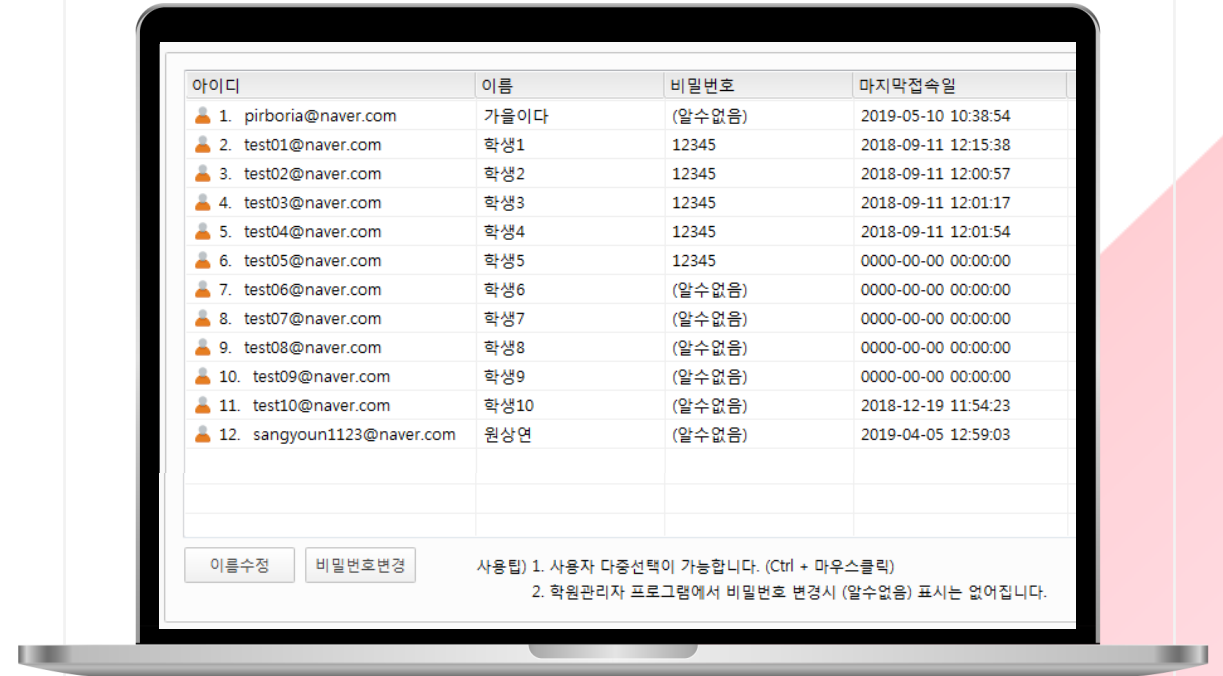 아이디 이름 비밀번호 마지막접속일
1. pirboria@naver.com 가을이다 (알수없음) 2019-05-10 10:38:54
2. test01@naver.com 학생1 12345 2018-09-11 12:15:38
3. test02@naver.com 학생2 12345 2018-09-11 12:00:57
4. test03@naver.com 학생3 12345 2018-09-11 12:01:17
5. test04@naver.com 학생4 12345 2018-09-11 12:01:54
6. test05@naver.com 학생5 12345 0000-00-00 00:00:00
7. test06@naver.com 학생6 (알수없음) 0000-00-00 00:00:00
8. test07@naver.com 학생7 (알수없음) 0000-00-00 00:00:00
9. test08@naver.com 학생8 (알수없음) 0000-00-00 00:00:00
10. test09@naver.com 학생9 (알수없음) 0000-00-00 00:00:00
11. test10@naver.com 학생10 (알수없음) 2018-12-19 11:54:23
12. sangyoun1123@naver.com 원상연 (알수없음) 2019-04-05 12:59:03
이름수정 비밀번호변경 사용팁) 1. 사용자 다중선택이 가능합니다. (Ctrl + 마우스클릭)
2. 학원관리자 프로그램에서 비밀번호 변경시 (알수없음) 표시는 없어집니다.